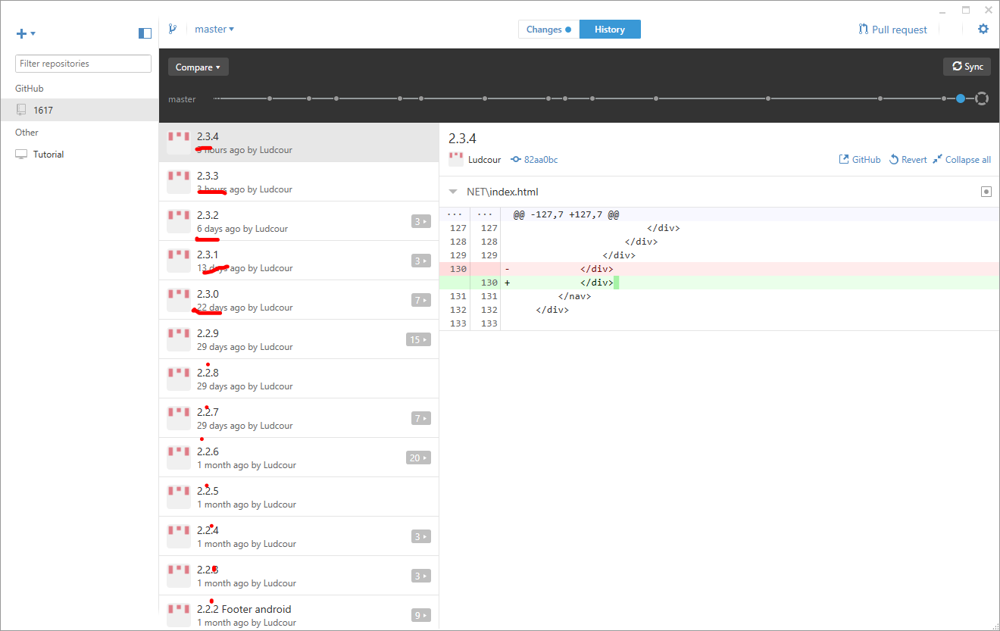 master
Changes
History
Pull request
Filter repositories
GitHub
1617
Other
Tutorial
Compare
Sync
master
2.3.4
3 hours ago by Ludcour
2.3.3
3 hours ago by Ludcour
2.3.2
6 days ago by Ludcour
3
2.3.1
13 days ago by Ludcour
3
2.3.0
22 days ago by Ludcour
7
2.2.9
29 days ago by Ludcour
15
2.2.8
29 days ago by Ludcour
2.2.7
29 days ago by Ludcour
7
2.2.6
1 month ago by Ludcour
20
2.2.5
1 month ago by Ludcour
2.2.4
1 month ago by Ludcour
3
2.2.3
1 month ago by Ludcour
3
2.2.2 Footer android
1 month ago by Ludcour
9
2.3.4
Ludcour 82aa0bc
GitHub Revert Collapse all
NET\index.html
... ... @@ -127,7 +127,7 @@
127 127 </div>
128 128 </div>
129 129 </div>
130 - </div>
130 + </div>
131 131 </nav>
132 132 </div>
133 133